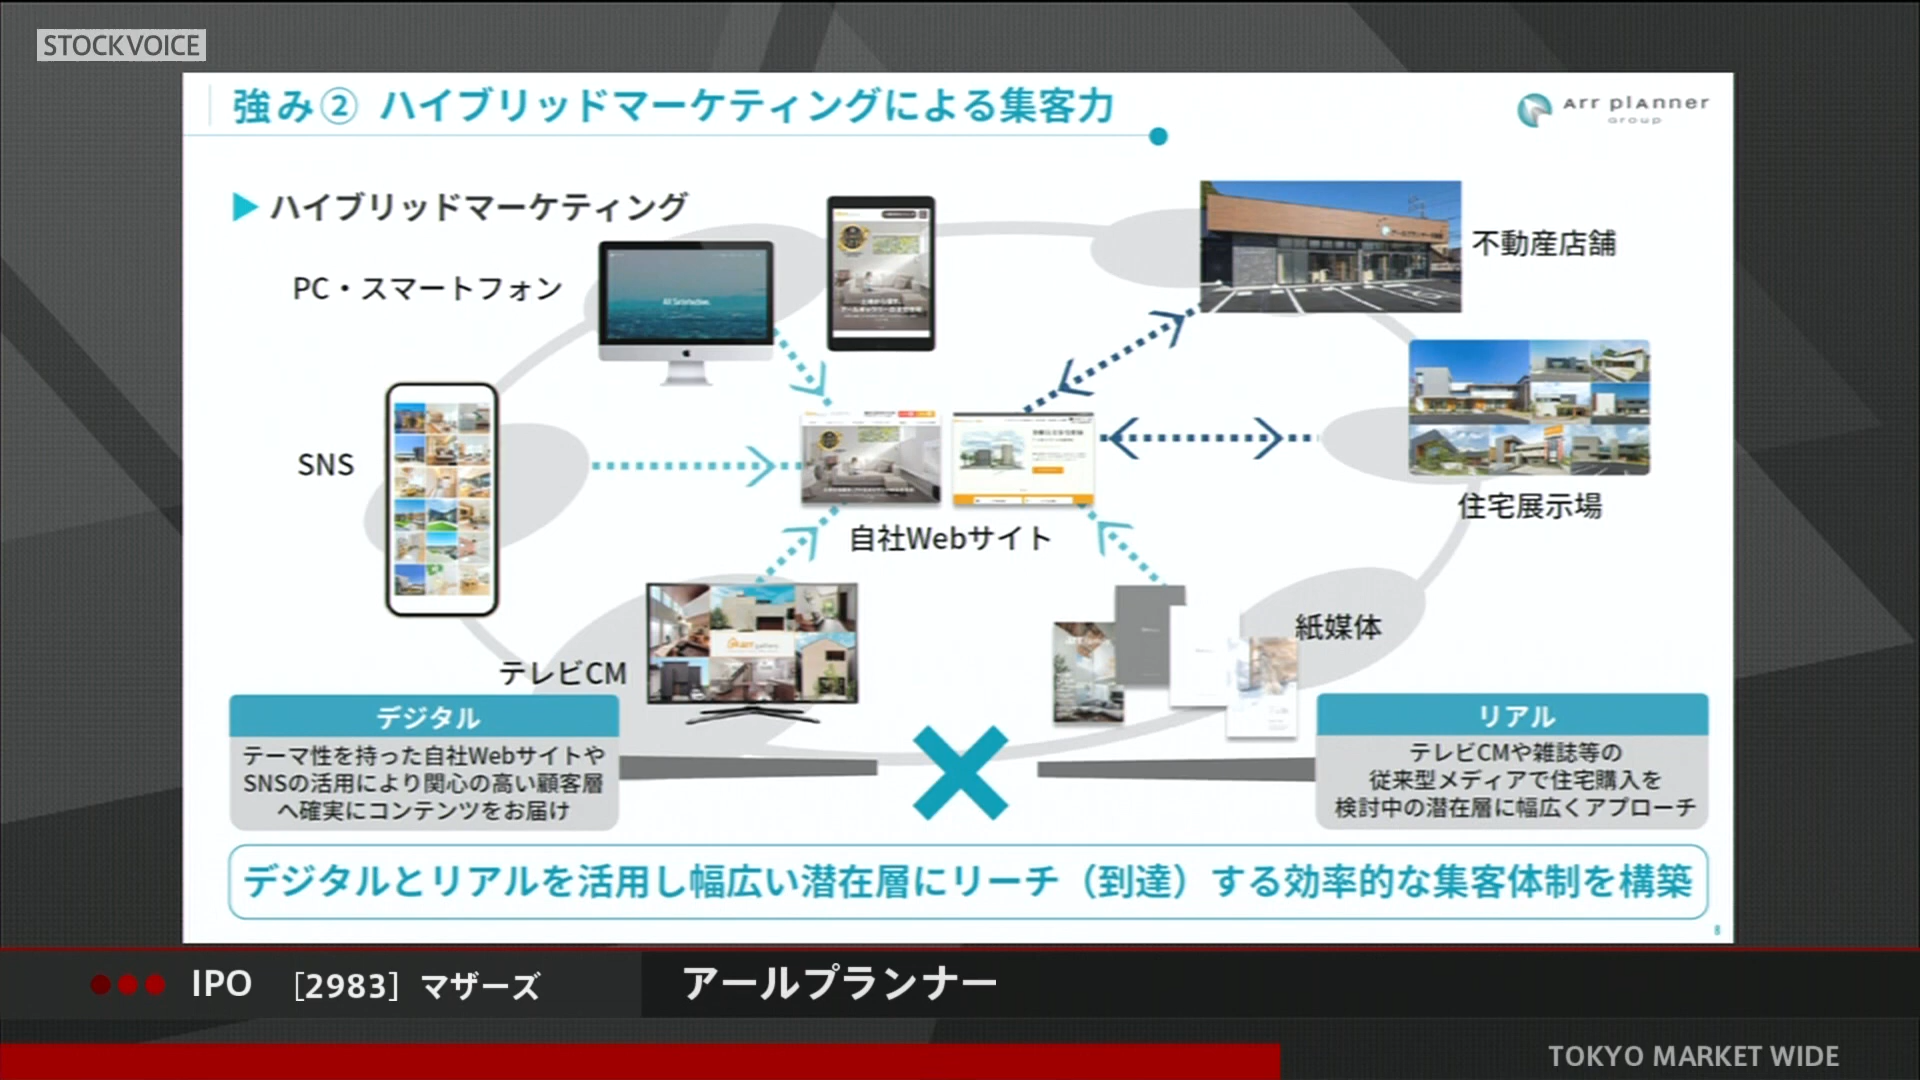 STOCKVOICE
強み② ハイブリッドマーケティングによる集客力
Arr plAnner
group
ハイブリッドマーケティング
PC・スマートフォン
All Satisfaction.
不動産店舗
SNS
自社Webサイト
住宅展示場
テレビCM
紙媒体
デジタル
テーマ性を持った自社Webサイトや
SNSの活用により関心の高い顧客層
へ確実にコンテンツをお届け
リアル
テレビCMや雑誌等の
従来型メディアで住宅購入を
検討中の潜在層に幅広くアプローチ
デジタルとリアルを活用し幅広い潜在層にリーチ（到達）する効率的な集客体制を構築
8
IPO [2983] マザーズ
アールプランナー
TOKYO MARKET WIDE